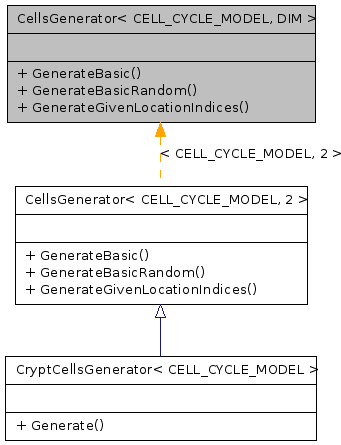 CellsGenerator< CELL_CYCLE_MODEL, DIM >
+ GenerateBasic()
+ GenerateBasicRandom()
+ GenerateGivenLocationIndices()
< CELL_CYCLE_MODEL, 2 >
CellsGenerator< CELL_CYCLE_MODEL, 2 >
+ GenerateBasic()
+ GenerateBasicRandom()
+ GenerateGivenLocationIndices()
CryptCellsGenerator< CELL_CYCLE_MODEL >
+ Generate()